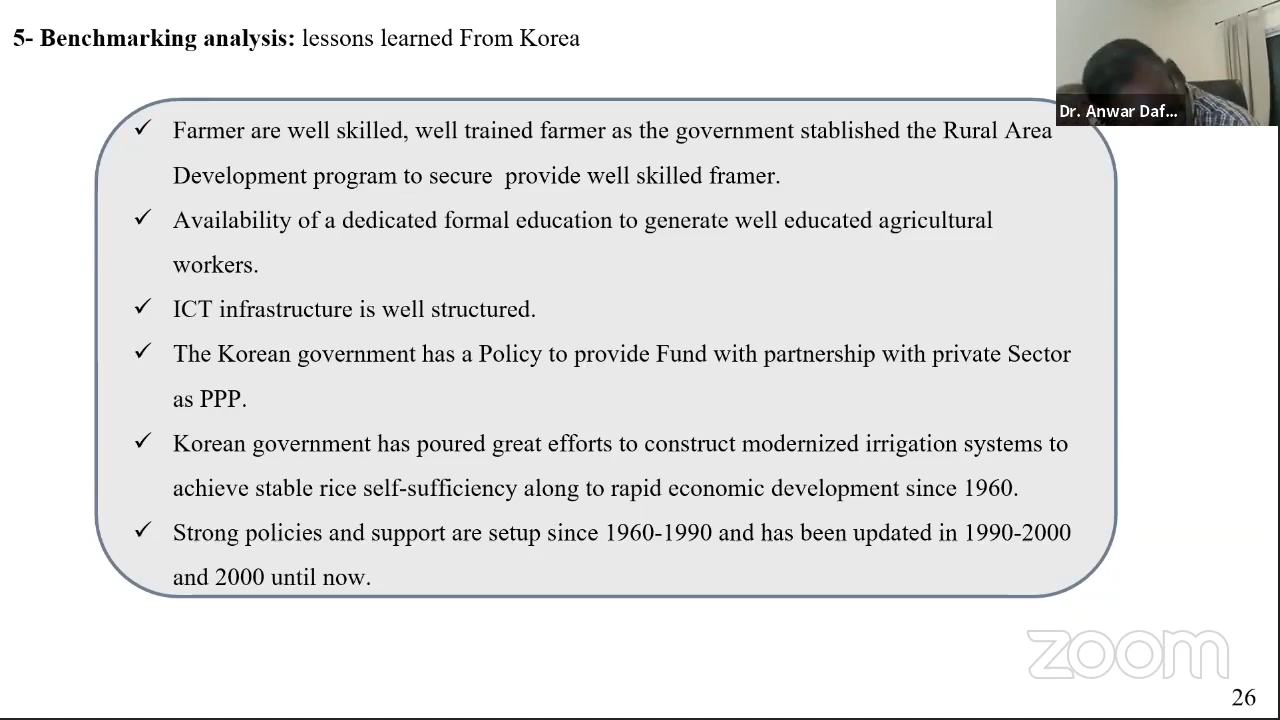 5- Benchmarking analysis: lessons learned From Korea
Dr. Anwar Daf...
✓ Farmer are well skilled, well trained farmer as the government stablished the Rural Area
Development program to secure provide well skilled framer.
✓ Availability of a dedicated formal education to generate well educated agricultural
workers.
✓ ICT infrastructure is well structured.
✓ The Korean government has a Policy to provide Fund with partnership with private Sector
as PPP.
✓ Korean government has poured great efforts to construct modernized irrigation systems to
achieve stable rice self-sufficiency along to rapid economic development since 1960.
✓ Strong policies and support are setup since 1960-1990 and has been updated in 1990-2000
and 2000 until now.
zoom
26